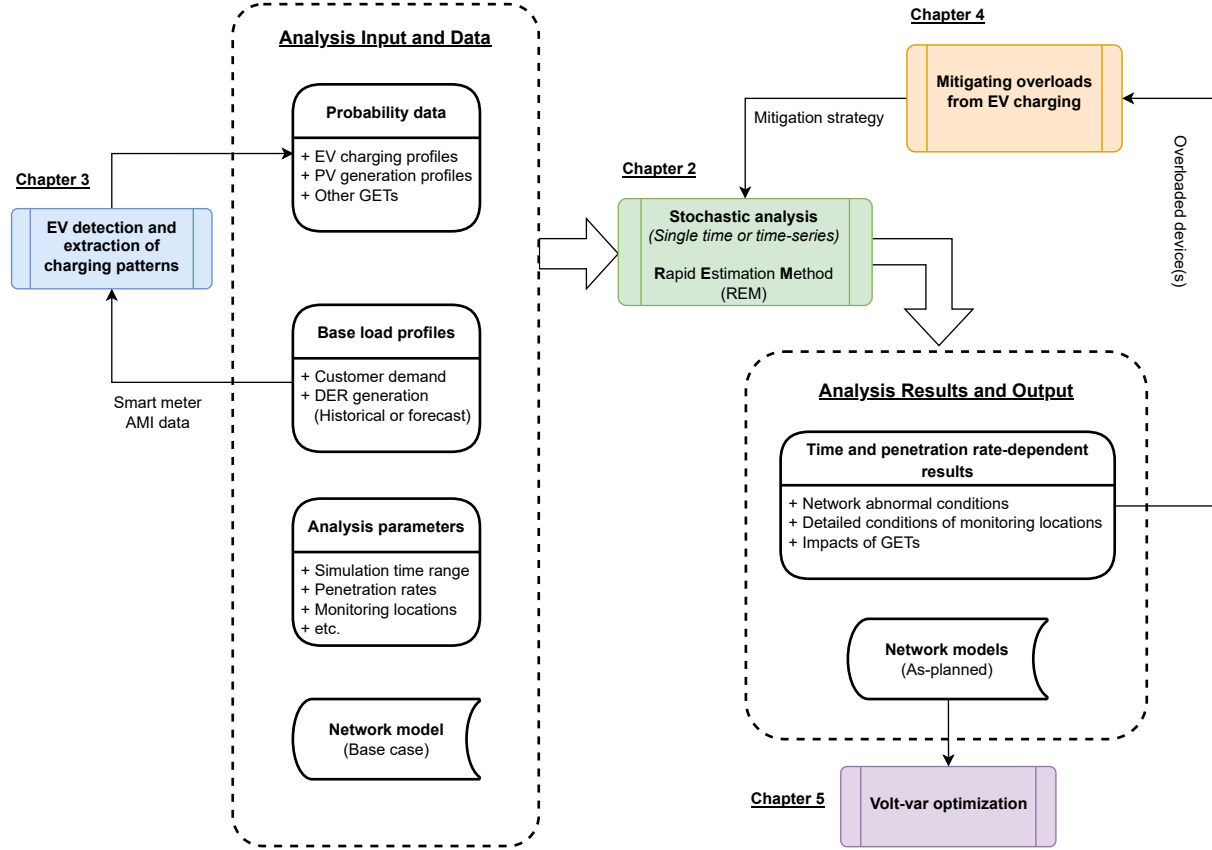 Chapter 3
EV detection and
extraction of
charging patterns
Smart meter
AMI data
Analysis Input and Data
Probability data
+ EV charging profiles
+ PV generation profiles
+ Other GETs
Base load profiles
+ Customer demand
+ DER generation
(Historical or forecast)
Analysis parameters
+ Simulation time range
+ Penetration rates
+ Monitoring locations
+ etc.
Network model
(Base case)
Chapter 4
Mitigating overloads
from EV charging
Mitigation strategy
Overloaded device(s)
Chapter 2
Stochastic analysis
(Single time or time-series)
Rapid Estimation Method
(REM)
Analysis Results and Output
Time and penetration rate-dependent
results
+ Network abnormal conditions
+ Detailed conditions of monitoring locations
+ Impacts of GETs
Network models
(As-planned)
Chapter 5
Volt-var optimization